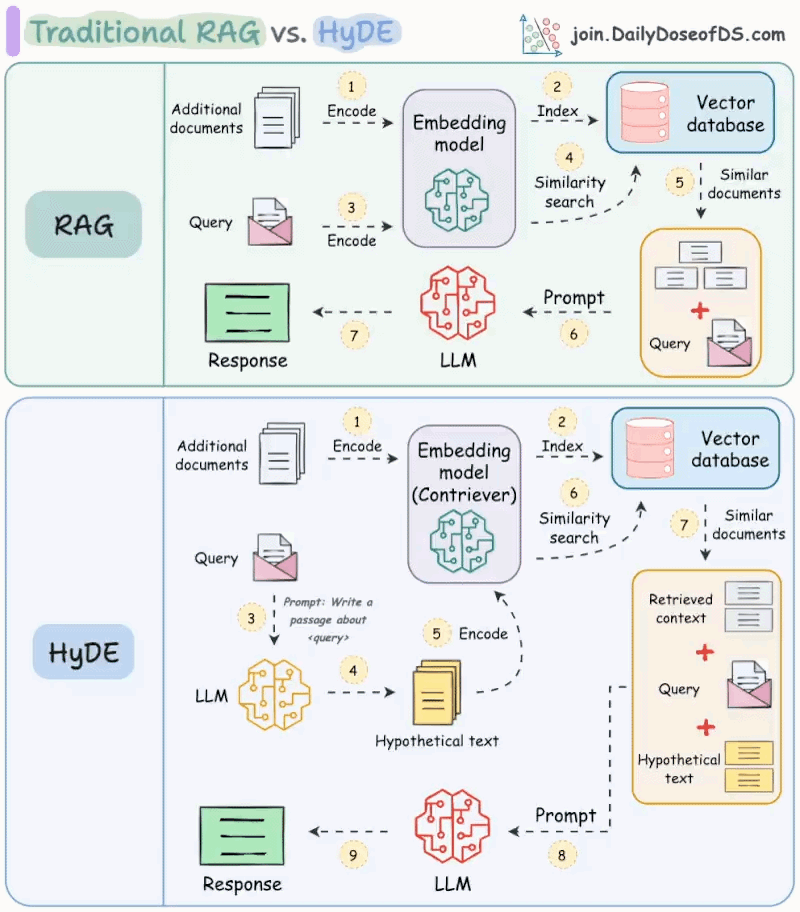 Traditional RAG vs. HyDE
join.DailyDoseofDS.com
RAG
Additional
documents
1
Encode
Embedding
model
2
Index
Vector
database
Query
3
Encode
4
Similarity
search
5
Similar
documents
Query
Prompt
6
LLM
7
Response
HyDE
Additional
documents
1
Encode
Embedding
model
(Contriever)
2
Index
Vector
database
Query
3
Prompt: Write a
passage about
<query>
LLM
4
Hypothetical text
5
Encode
6
Similarity
search
7
Similar
documents
Retrieved
context
Query
Hypothetical
text
Prompt
8
LLM
9
Response